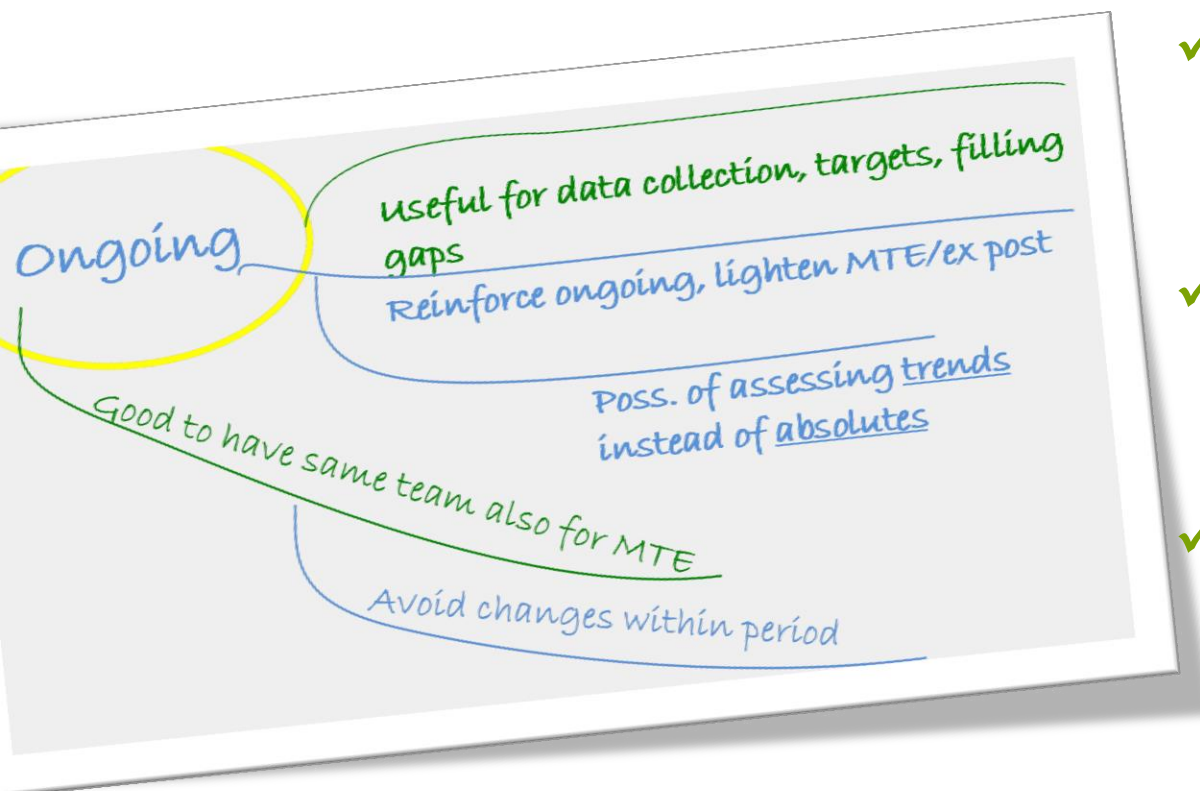 Ongoing
Useful for data collection, targets, filling
gaps
Reinforce ongoing, lighten MTE/ex post
Poss. of assessing trends
instead of absolutes
Good to have same team also for MTE
Avoid changes within period